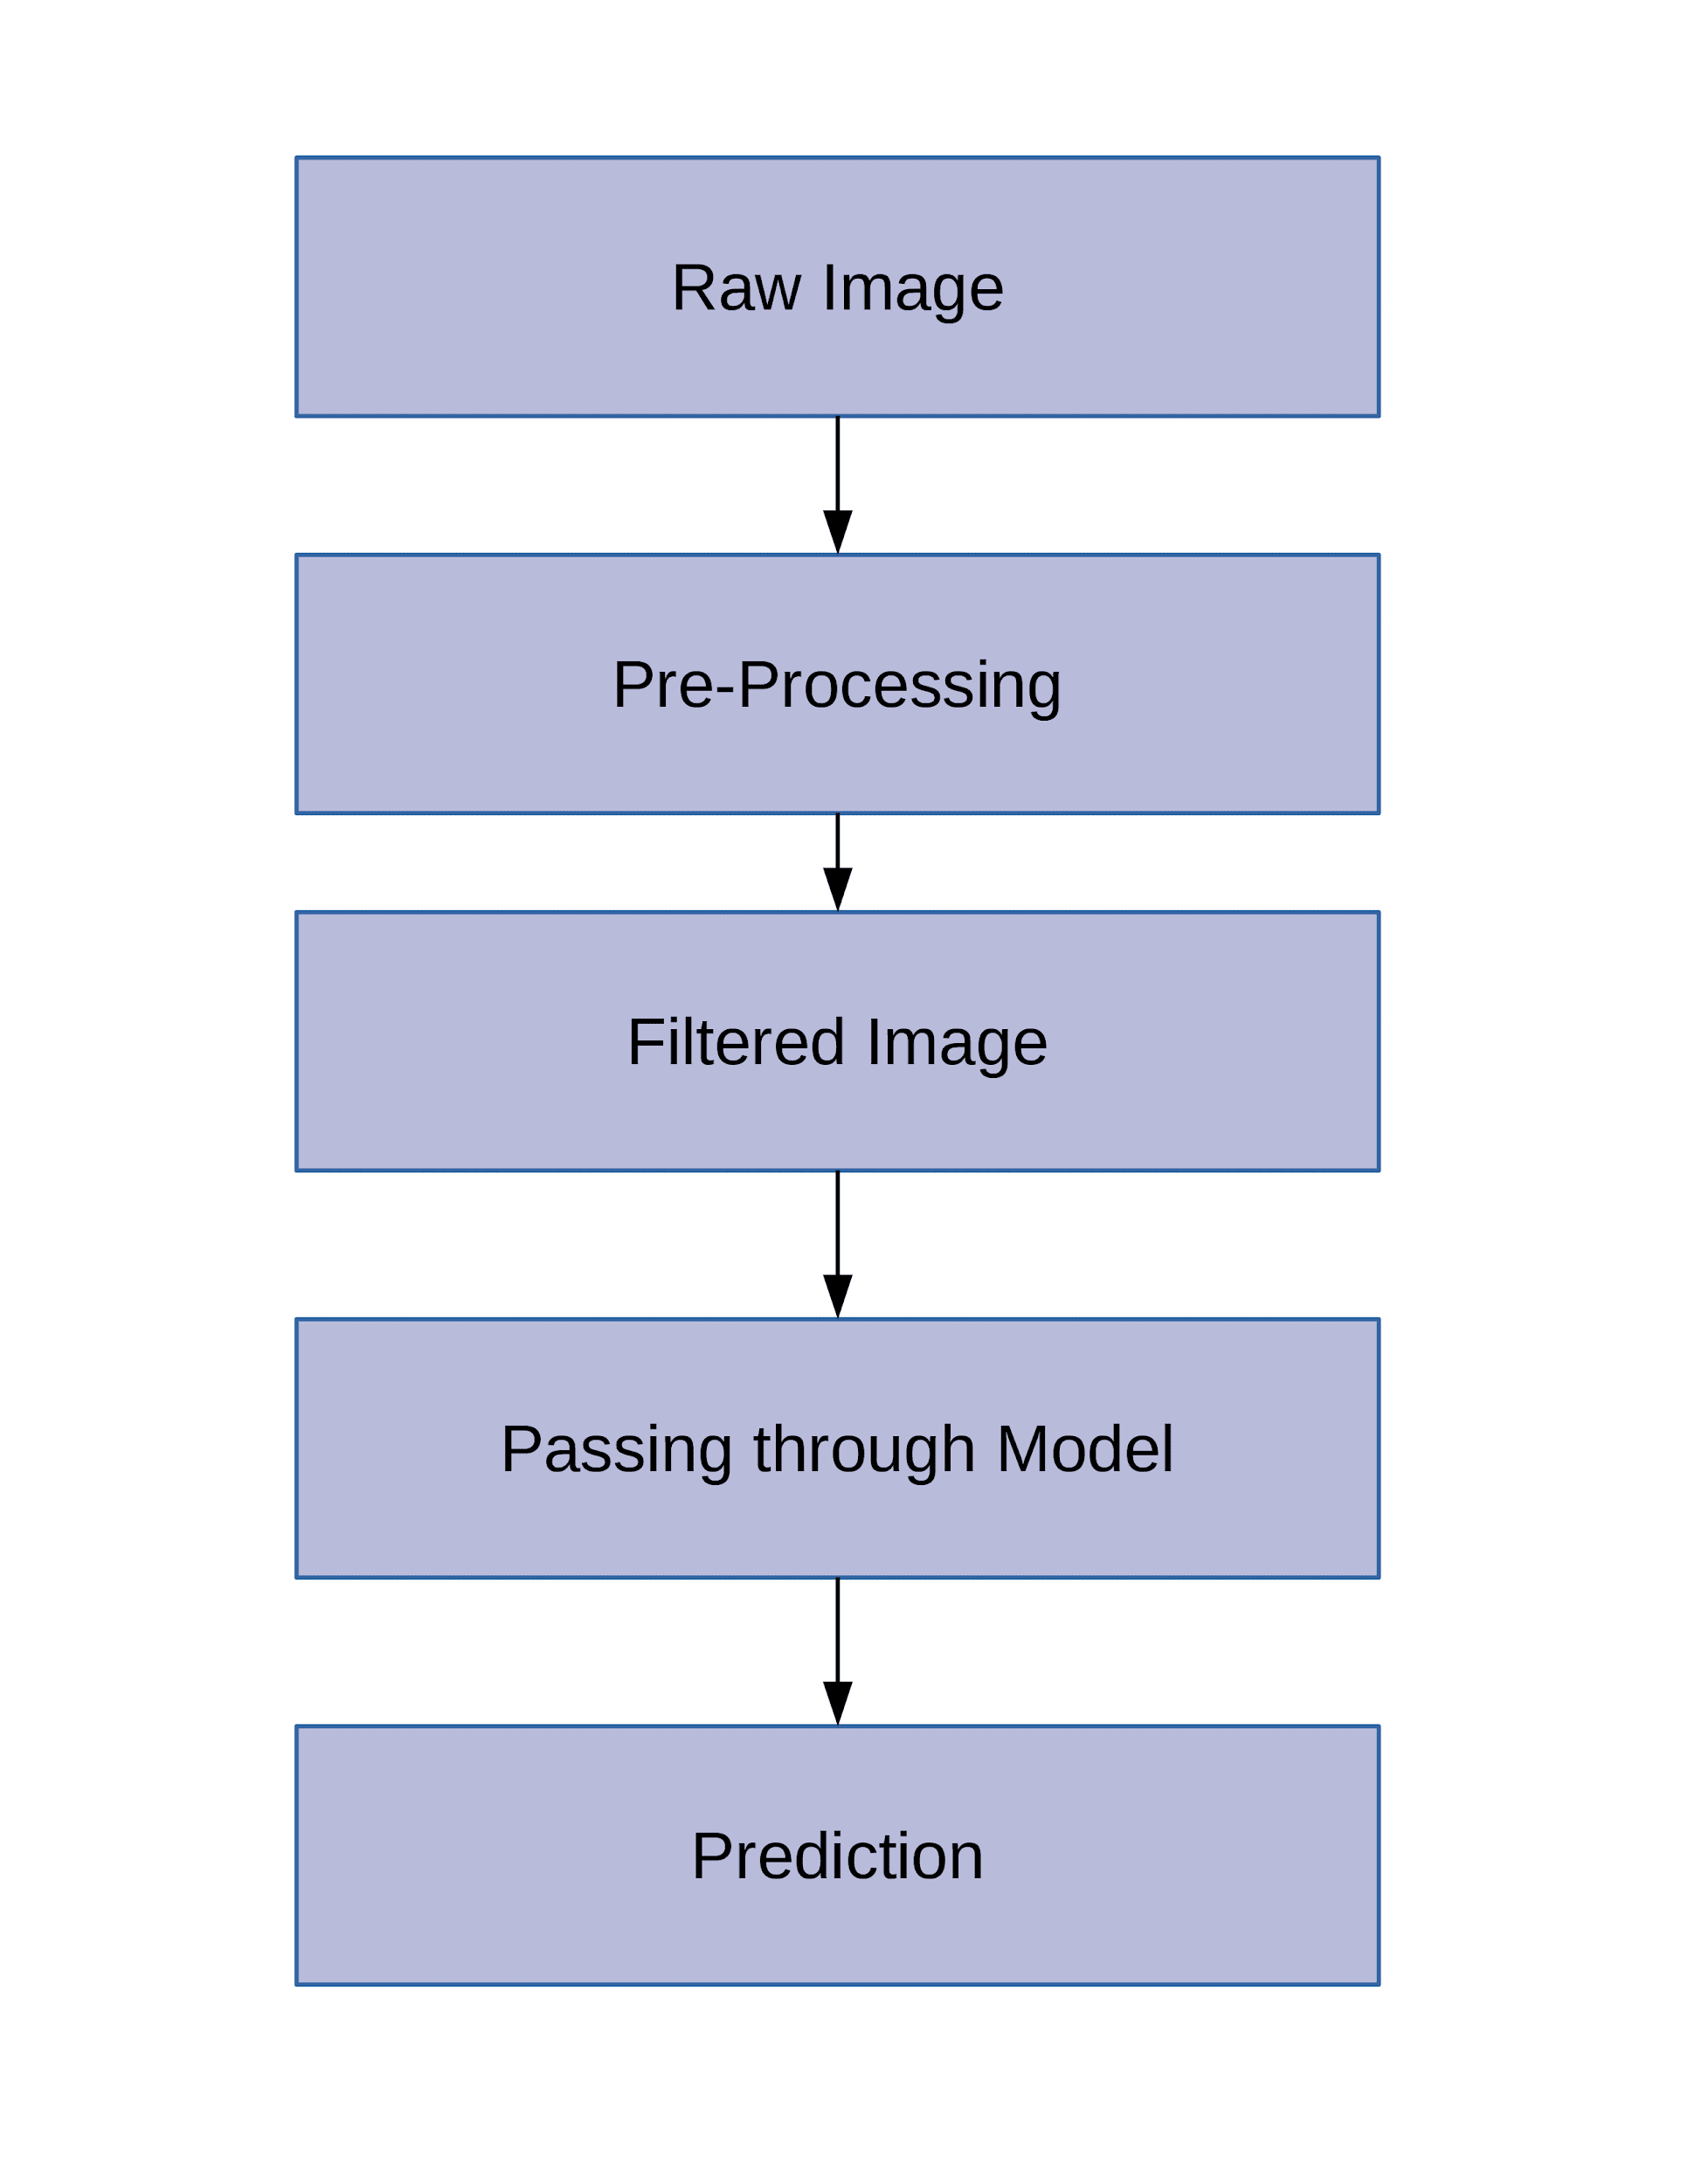 Raw Image
Pre-Processing
Filtered Image
Passing through Model
Prediction